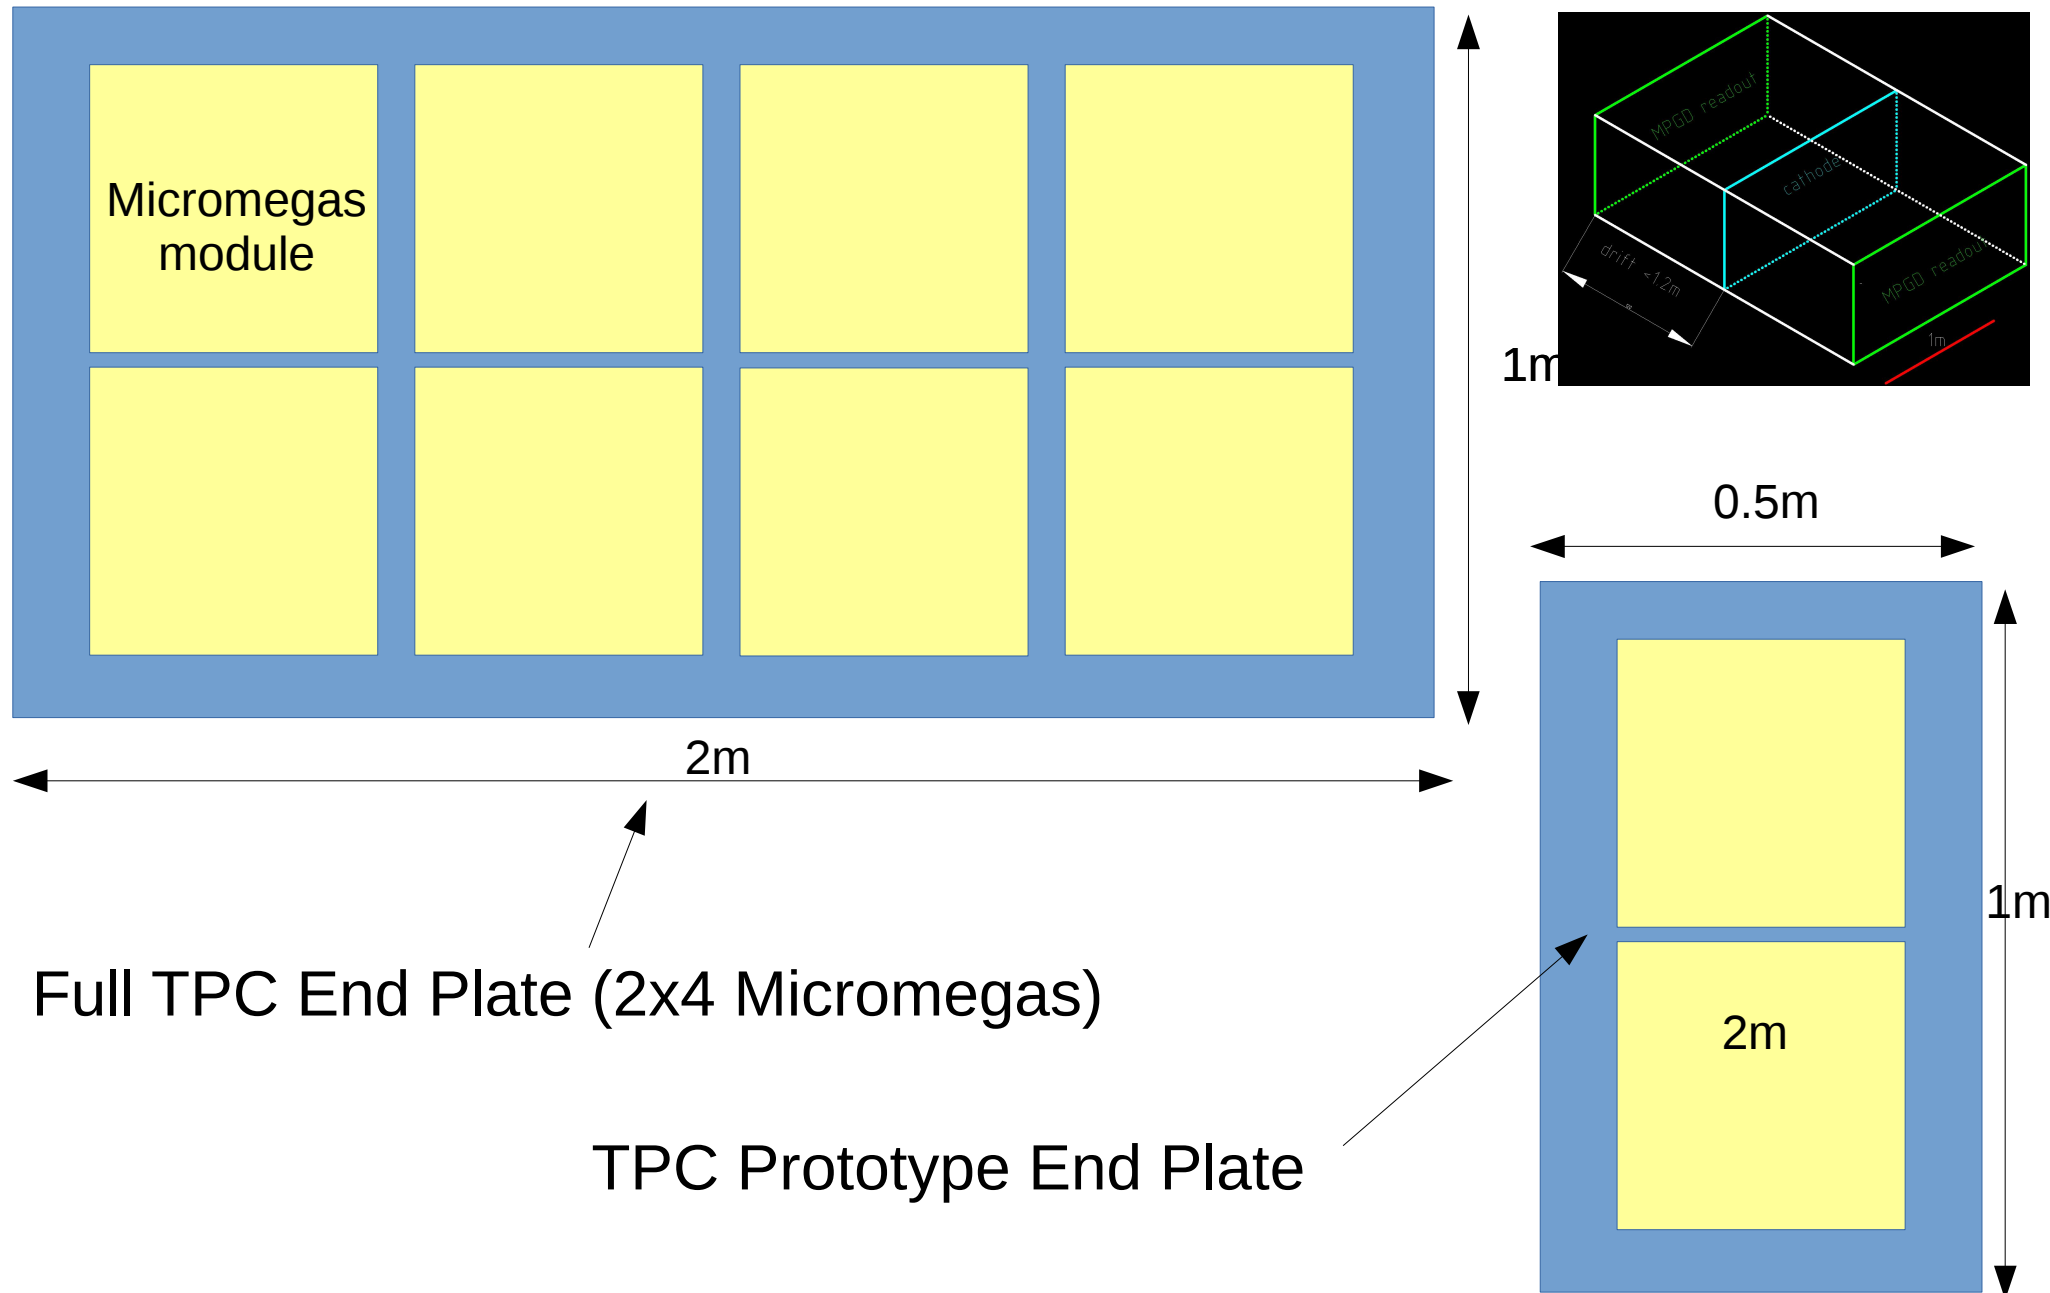 Micromegas
module
MPGD readout
cathode
drift <1.2m
MPGD readout
1m
1m
0.5m
2m
1m
Full TPC End Plate (2x4 Micromegas)
2m
TPC Prototype End Plate